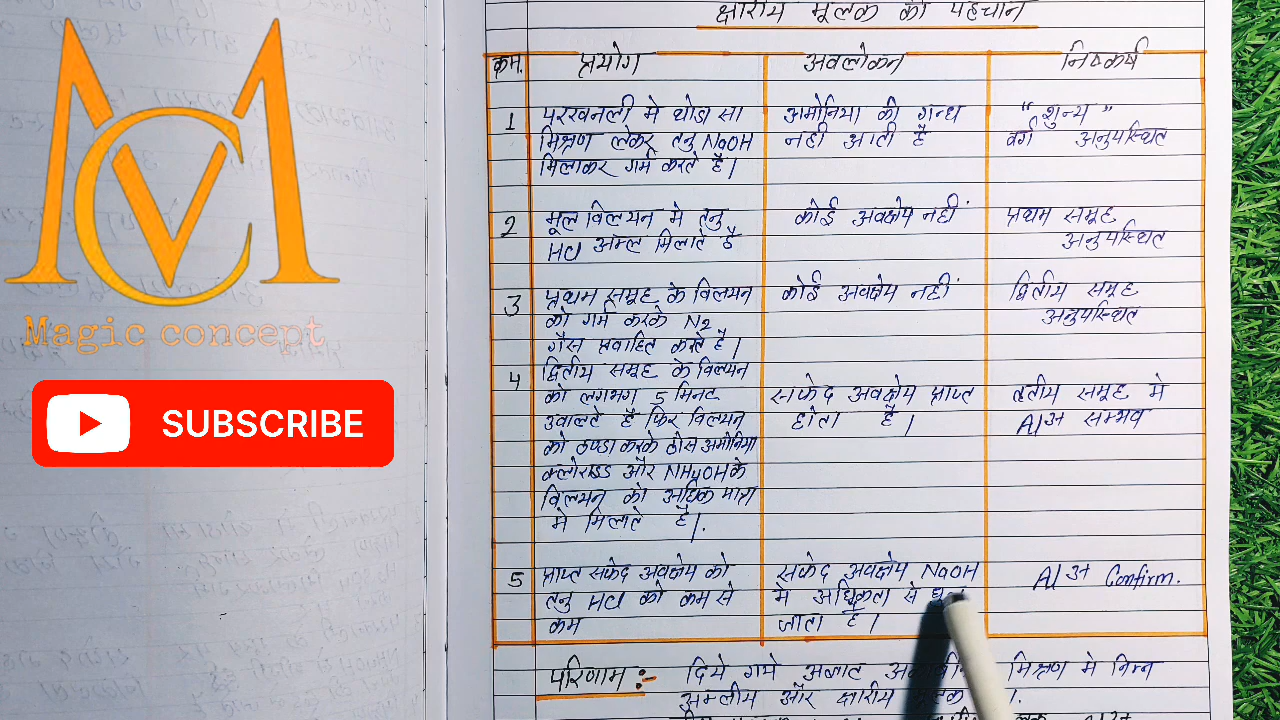 क्षारीय मूलक की पहचान
क्रम. प्रयोग अवलोकन निष्कर्ष
1 परखनली मे थोडा सा
मिश्रण लेकर तनु NaOH
मिलाकर गर्म करते है।
अमोनिया की गन्ध
नही आती है
"शुन्य"
वर्ग अनुपस्थित
2 मूल विलयन मे तनु
HCl अम्ल मिलाते है
कोई अवक्षेप नहीं
प्रथम समूह
अनुपस्थित
3 प्रथम समूह के विलयन
को गर्म करके N2
गैस प्रवाहित करते है।
कोई अवक्षेप नहीं
द्वितीय समूह
अनुपस्थित
4 द्वितीय समूह के विलयन
को लगभग 5 मिनट
उबालते है फिर विलयन
को ठण्डा करके ठोस अमोनिया
क्लोराइड और NH4OH के
विलयन को अधिक मात्रा
मे मिलाते है।.
सफेद अवक्षेप प्राप्त
होता है।
तृतीय समूह मे
Al3+ सम्भव
5 प्राप्त सफेद अवक्षेप को
तनु HCl की कम से
कम
सफेद अवक्षेप NaOH
मे अधिकता से
जाता है।
Al3+ Confirm.
परिणाम :-
दिये गये अज्ञात मिश्रण मे निम्न
अम्लीय और क्षारीय
MC
Magic concept
SUBSCRIBE